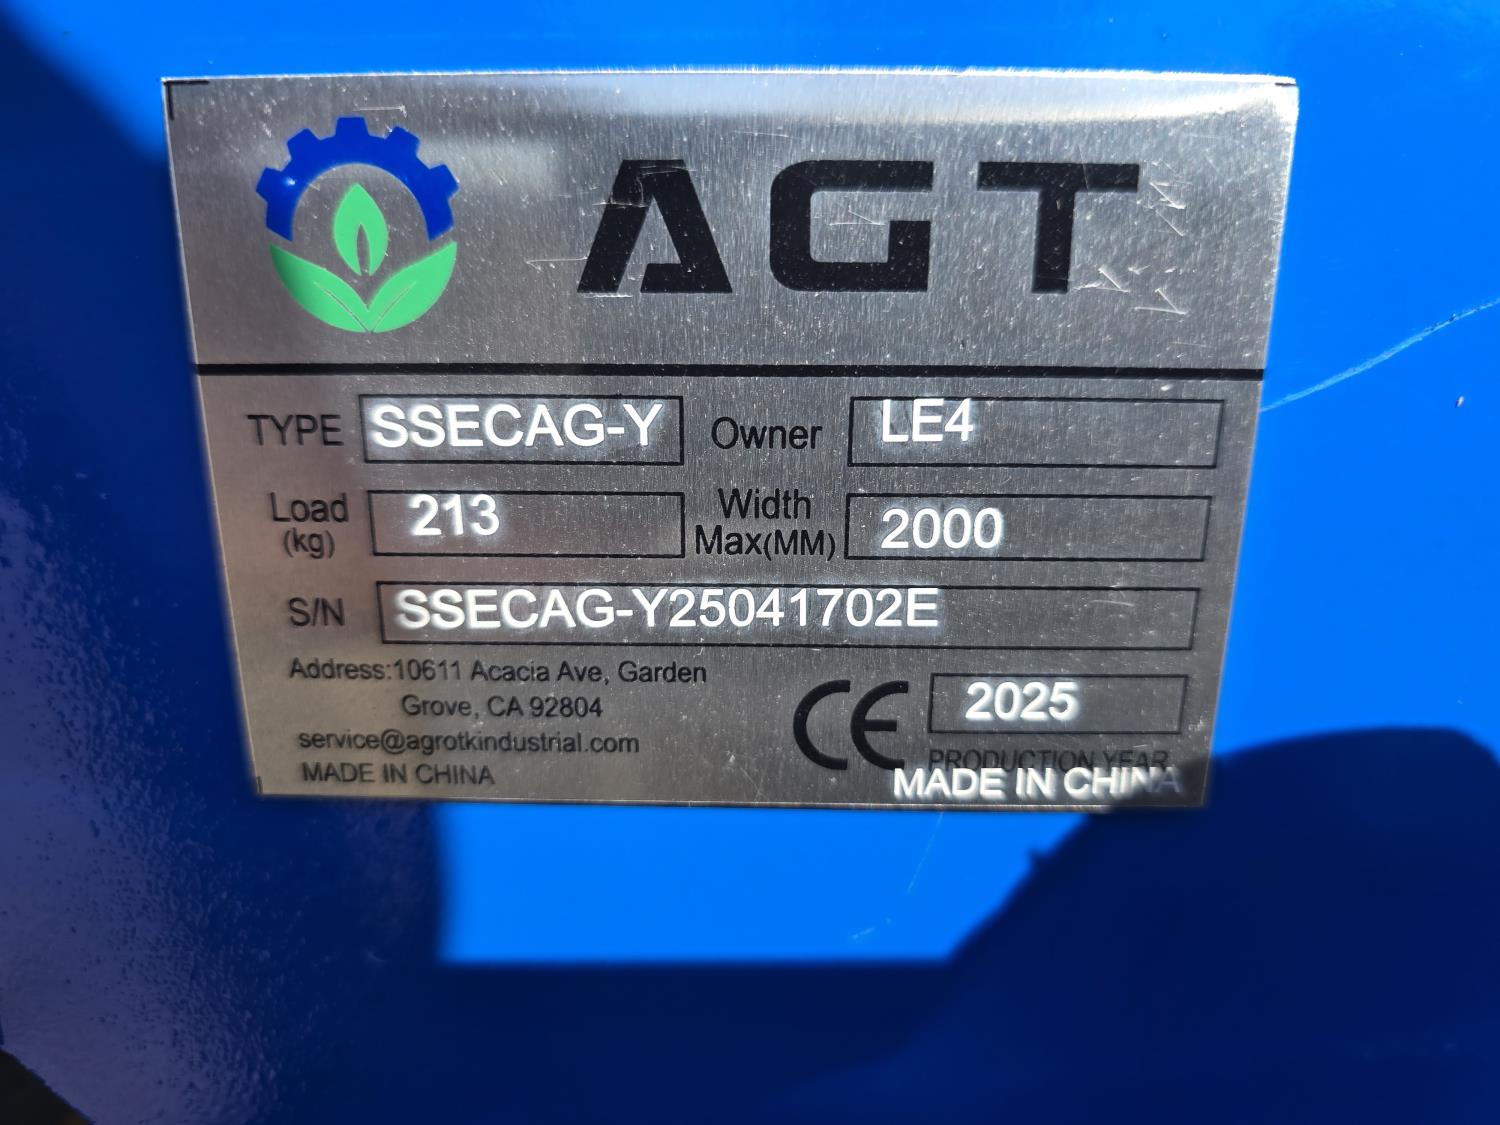 AGT
TYPE SSECAG-Y Owner LE4
Load (kg) 213 Width Max(MM) 2000
S/N SSECAG-Y25041702E
Address:10611 Acacia Ave, Garden
Grove, CA 92804
service@agrotkindustrial.com
MADE IN CHINA
CE 2025
PRODUCTION YEAR
MADE IN CHINA